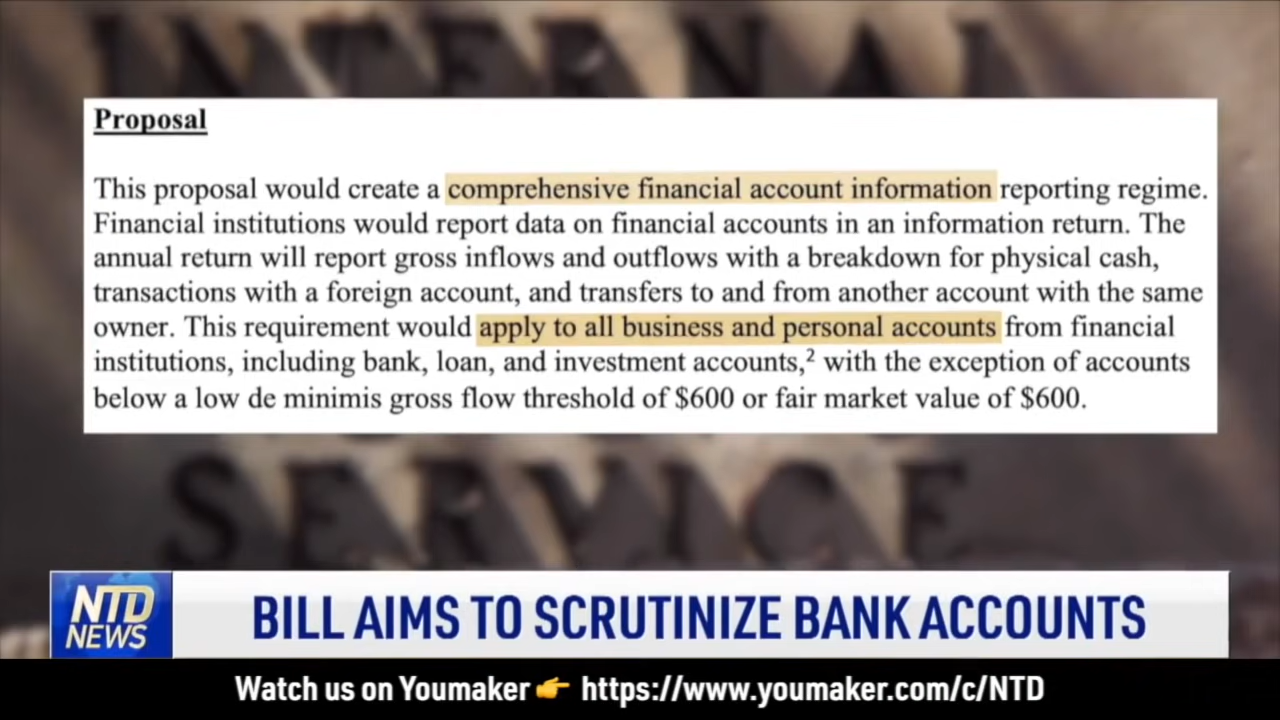 INTERNAL
Proposal
This proposal would create a comprehensive financial account information reporting regime.
Financial institutions would report data on financial accounts in an information return. The
annual return will report gross inflows and outflows with a breakdown for physical cash,
transactions with a foreign account, and transfers to and from another account with the same
owner. This requirement would apply to all business and personal accounts from financial
institutions, including bank, loan, and investment accounts,² with the exception of accounts
below a low de minimis gross flow threshold of $600 or fair market value of $600.
SERVICE
NTD
NEWS
BILL AIMS TO SCRUTINIZE BANK ACCOUNTS
Watch us on Youmaker 👉 https://www.youmaker.com/c/NTD